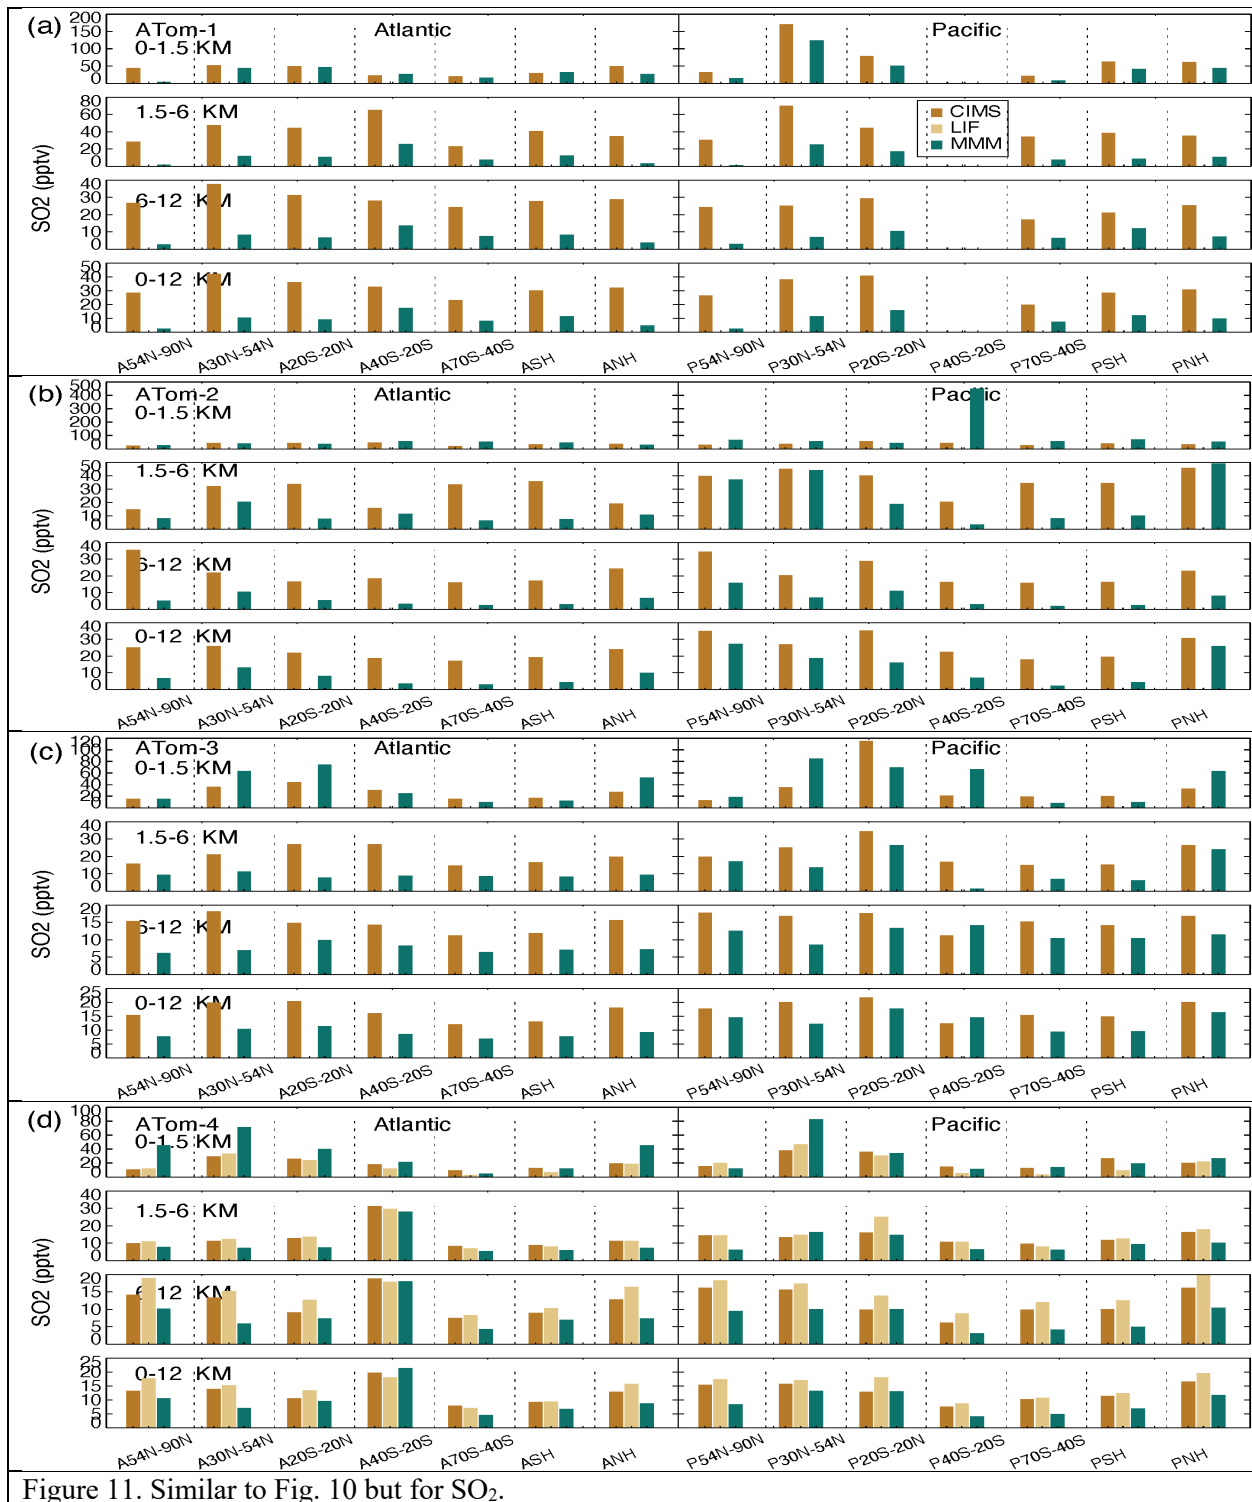 (a) ATom-1 Atlantic Pacific
0-1.5 KM
200
150
100
50
0
1.5-6 KM
80
60
40
20
0
CIMS
LIF
MMM
6-12 KM
40
30
20
10
0
0-12 KM
50
40
30
20
10
0
SO2 (pptv)
A54N-90N A30N-54N A20S-20N A40S-20S A70S-40S ASH ANH P54N-90N P30N-54N P20S-20N P40S-20S P70S-40S PSH PNH
(b) ATom-2 Atlantic Pacific
0-1.5 KM
500
400
300
200
100
0
1.5-6 KM
50
40
30
20
10
0
6-12 KM
40
30
20
10
0
0-12 KM
40
30
20
10
0
SO2 (pptv)
A54N-90N A30N-54N A20S-20N A40S-20S A70S-40S ASH ANH P54N-90N P30N-54N P20S-20N P40S-20S P70S-40S PSH PNH
(c) ATom-3 Atlantic Pacific
0-1.5 KM
120
100
80
60
40
20
0
1.5-6 KM
40
30
20
10
0
6-12 KM
20
15
10
5
0
0-12 KM
25
20
15
10
5
0
SO2 (pptv)
A54N-90N A30N-54N A20S-20N A40S-20S A70S-40S ASH ANH P54N-90N P30N-54N P20S-20N P40S-20S P70S-40S PSH PNH
(d) ATom-4 Atlantic Pacific
0-1.5 KM
100
80
60
40
20
0
1.5-6 KM
40
30
20
10
0
6-12 KM
20
15
10
5
0
0-12 KM
25
20
15
10
5
0
SO2 (pptv)
A54N-90N A30N-54N A20S-20N A40S-20S A70S-40S ASH ANH P54N-90N P30N-54N P20S-20N P40S-20S P70S-40S PSH PNH
Figure 11. Similar to Fig. 10 but for SO₂.